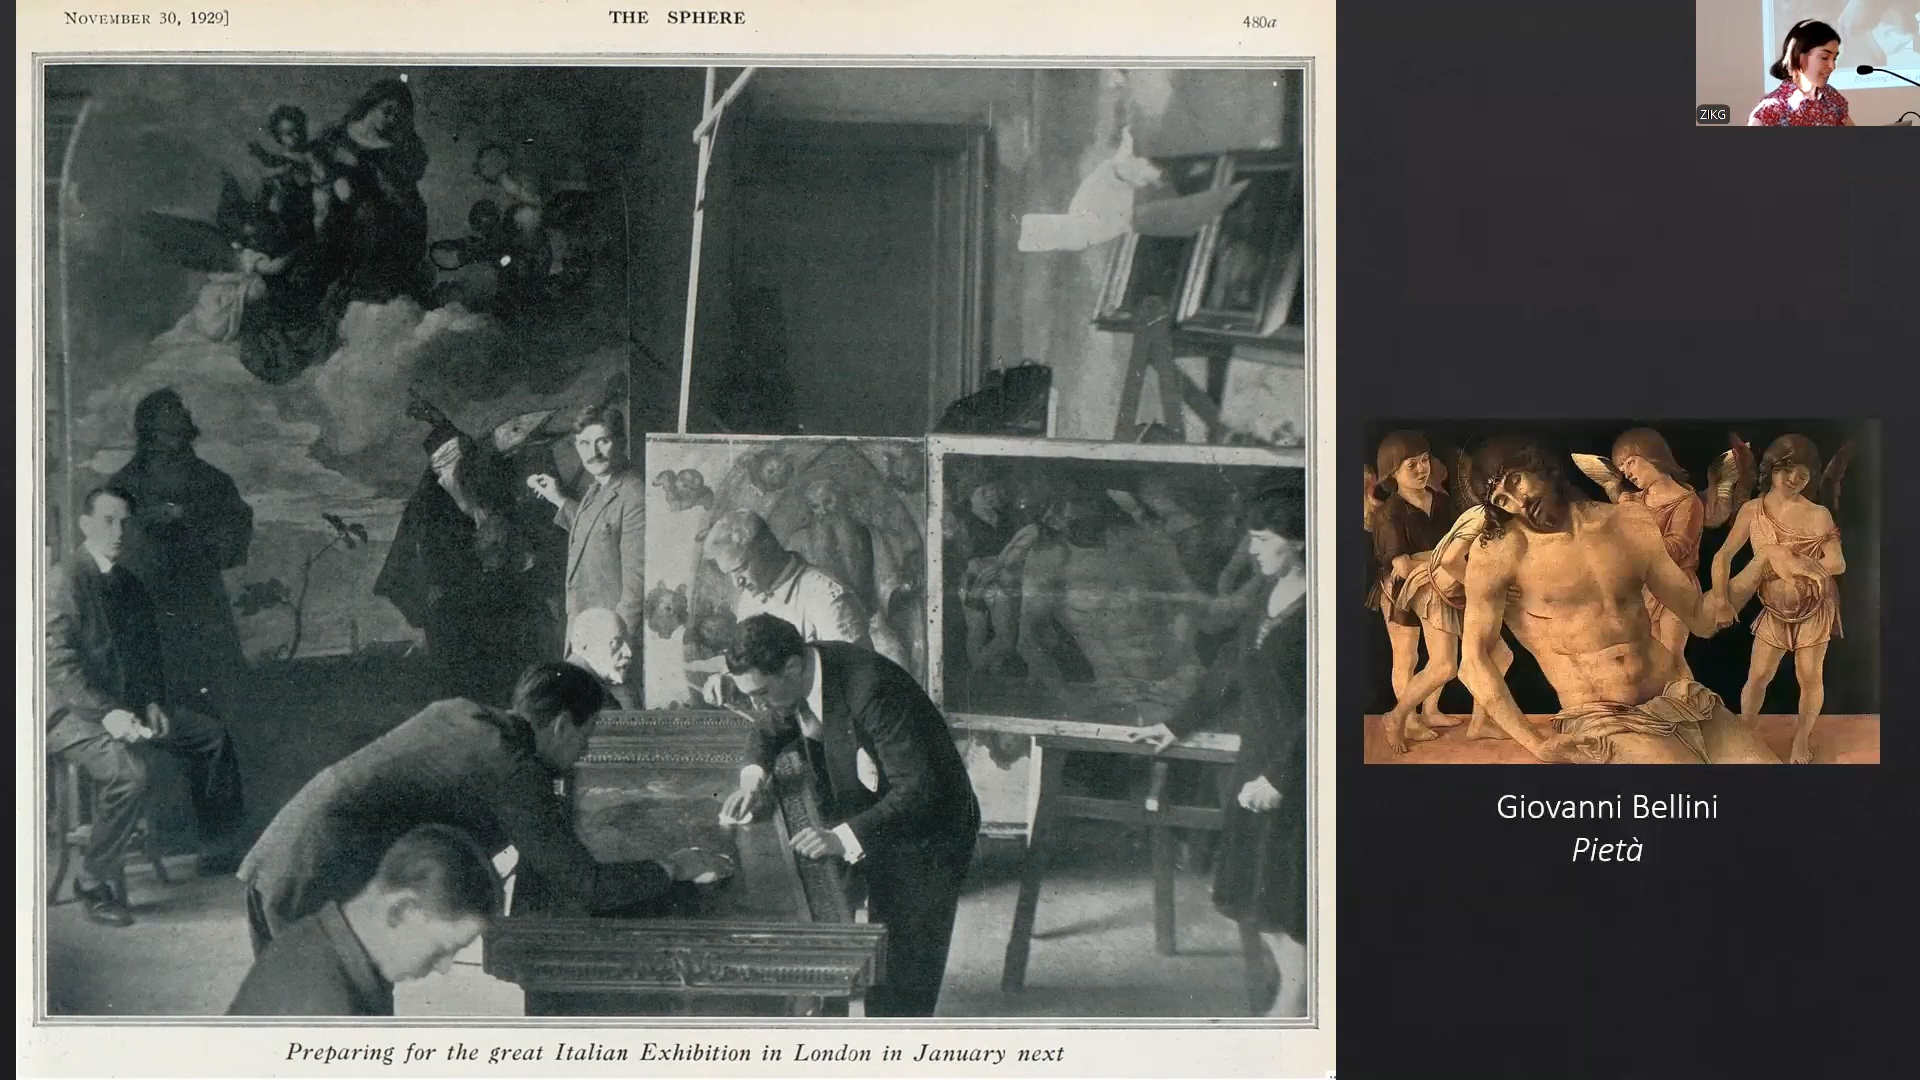 NOVEMBER 30, 1929]
THE SPHERE
480a
ZIKG
Giovanni Bellini
Pietà
Preparing for the great Italian Exhibition in London in January next